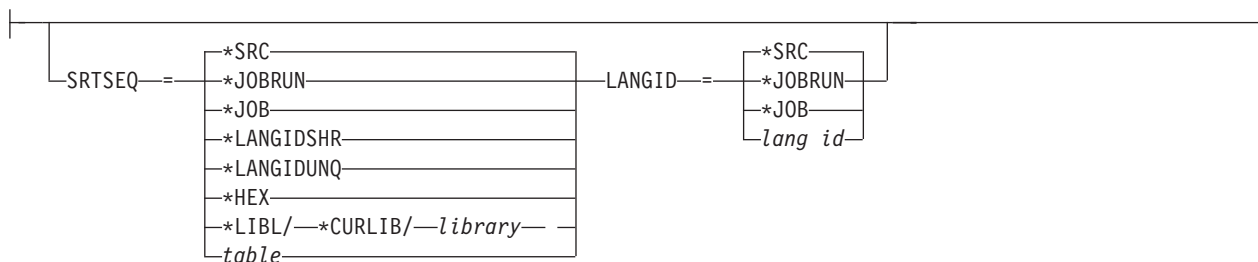 *SRC
SRTSEQ = *JOBRUN
*JOB
*LANGIDSHR
*LANGIDUNQ
*HEX
*LIBL/ *CURLIB/ library
table
LANGID =
*SRC
*JOBRUN
*JOB
lang id